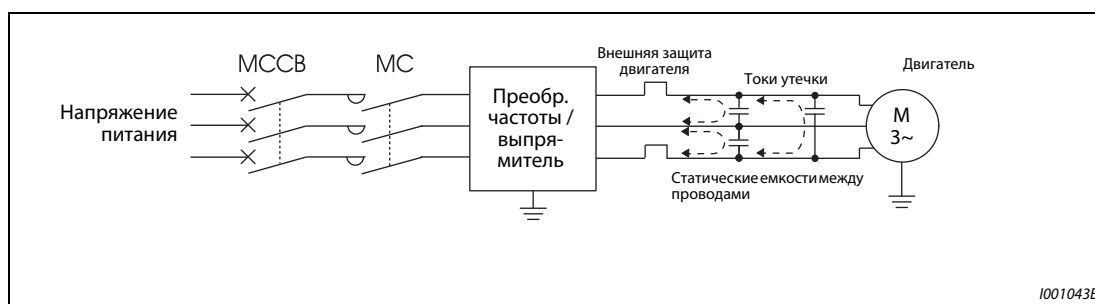 MCCB
MC
Внешняя защита
двигателя
Токи утечки
Двигатель
Напряжение
питания
Преобр.
частоты /
выпря-
митель
M
3~
Статические емкости между
проводами
I001043E